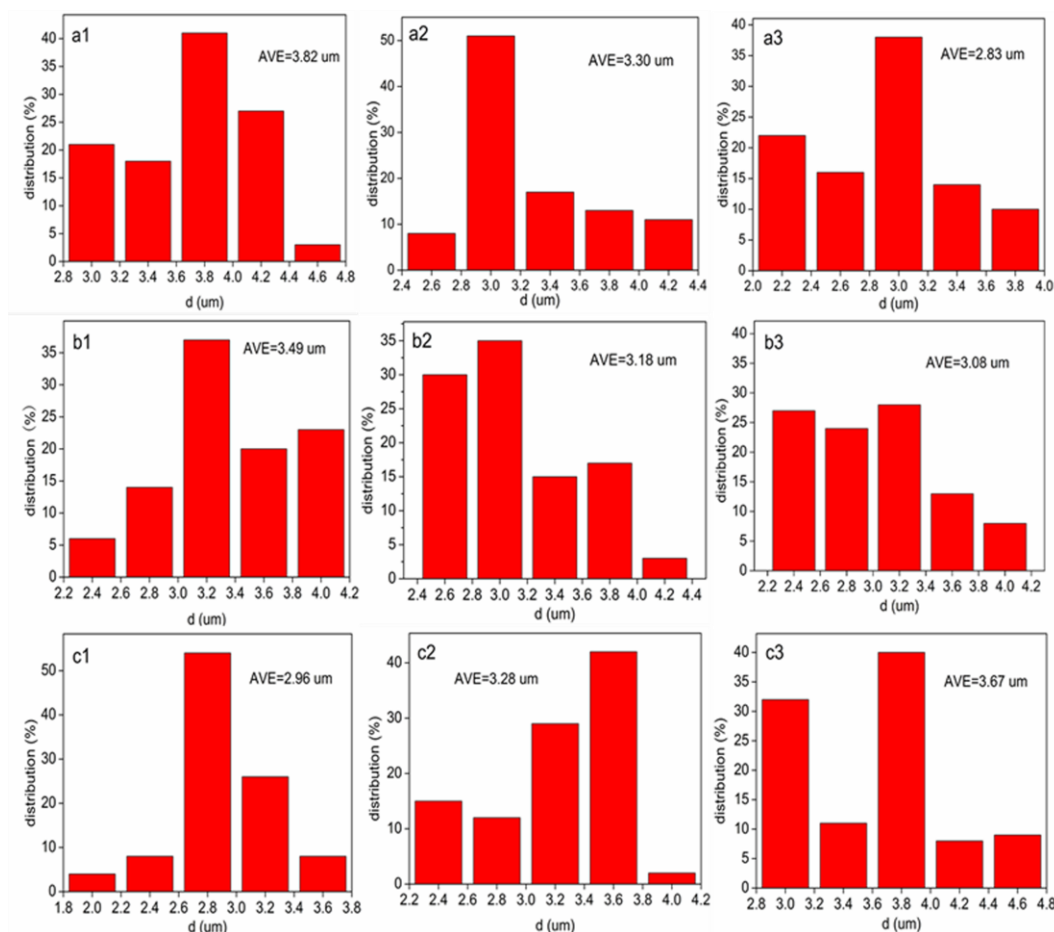 a1
AVE=3.82 um
distribution (%)
40
35
30
25
20
15
10
5
0
2.8 3.0 3.2 3.4 3.6 3.8 4.0 4.2 4.4 4.6 4.8
d (um)
a2
AVE=3.30 um
distribution (%)
50
40
30
20
10
0
2.4 2.6 2.8 3.0 3.2 3.4 3.6 3.8 4.0 4.2 4.4
d (um)
a3
AVE=2.83 um
distribution (%)
40
35
30
25
20
15
10
5
0
2.0 2.2 2.4 2.6 2.8 3.0 3.2 3.4 3.6 3.8 4.0
d (um)
b1
AVE=3.49 um
distribution (%)
35
30
25
20
15
10
5
0
2.2 2.4 2.6 2.8 3.0 3.2 3.4 3.6 3.8 4.0 4.2
d (um)
b2
AVE=3.18 um
distribution (%)
35
30
25
20
15
10
5
0
2.4 2.6 2.8 3.0 3.2 3.4 3.6 3.8 4.0 4.2 4.4
d (um)
b3
AVE=3.08 um
distribution (%)
40
35
30
25
20
15
10
5
0
2.2 2.4 2.6 2.8 3.0 3.2 3.4 3.6 3.8 4.0 4.2
d (um)
c1
AVE=2.96 um
distribution (%)
50
40
30
20
10
0
1.8 2.0 2.2 2.4 2.6 2.8 3.0 3.2 3.4 3.6 3.8
d (um)
c2
AVE=3.28 um
distribution (%)
40
30
20
10
0
2.2 2.4 2.6 2.8 3.0 3.2 3.4 3.6 3.8 4.0 4.2
d (um)
c3
AVE=3.67 um
distribution (%)
40
35
30
25
20
15
10
5
0
2.8 3.0 3.2 3.4 3.6 3.8 4.0 4.2 4.4 4.6 4.8
d (um)